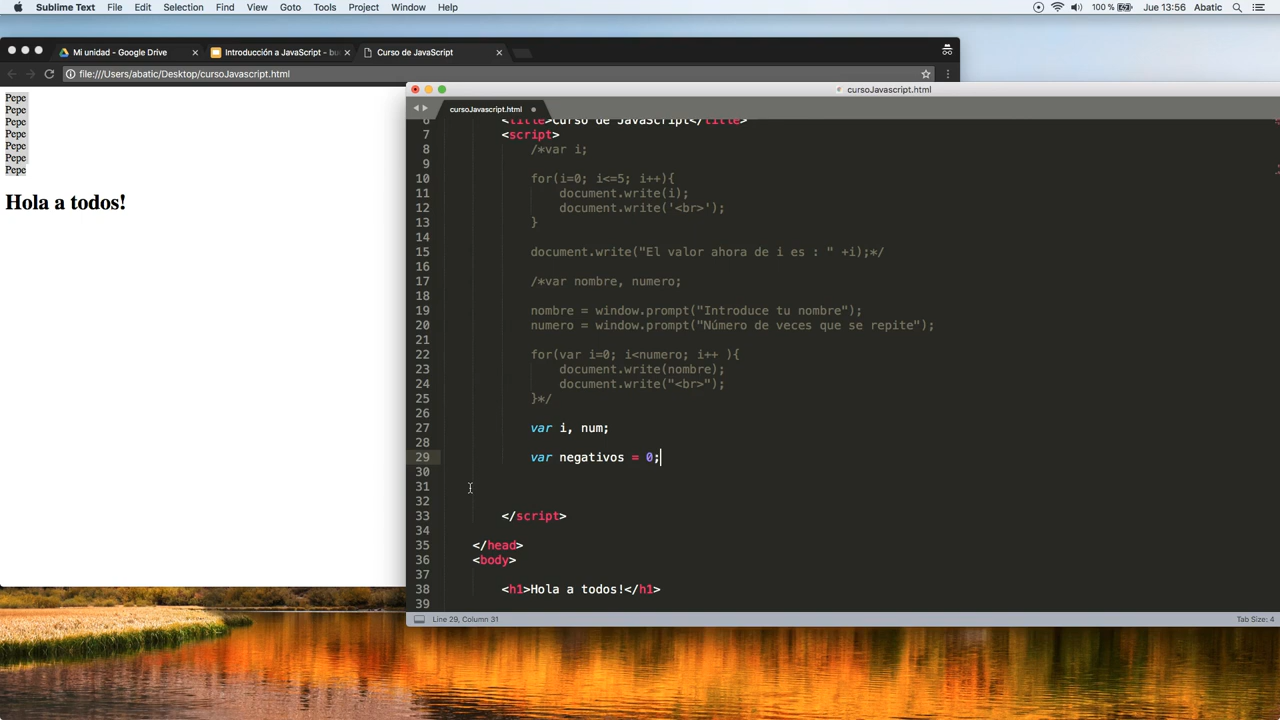 Sublime Text File Edit Selection Find View Goto Tools Project Window Help 100 % Jue 13:56 Abatic
Mi unidad - Google Drive × Introducción a JavaScript - bu × Curso de JavaScript ×
file:///Users/abatic/Desktop/cursoJavascript.html
Pepe
Pepe
Pepe
Pepe
Pepe
Pepe
Pepe
Hola a todos!
cursoJavascript.html
cursoJavascript.html
6 <title>Curso de JavaScript</title>
7 <script>
8 /*var i;
9
10 for(i=0; i<=5; i++){
11 document.write(i);
12 document.write('<br>');
13 }
14
15 document.write("El valor ahora de i es : " +i);*/
16
17 /*var nombre, numero;
18
19 nombre = window.prompt("Introduce tu nombre");
20 numero = window.prompt("Número de veces que se repite");
21
22 for(var i=0; i<numero; i++ ){
23 document.write(nombre);
24 document.write("<br>");
25 }*/
26
27 var i, num;
28
29 var negativos = 0;
30
31
32
33 </script>
34
35 </head>
36 <body>
37
38 <h1>Hola a todos!</h1>
39
Line 29, Column 31 Tab Size: 4